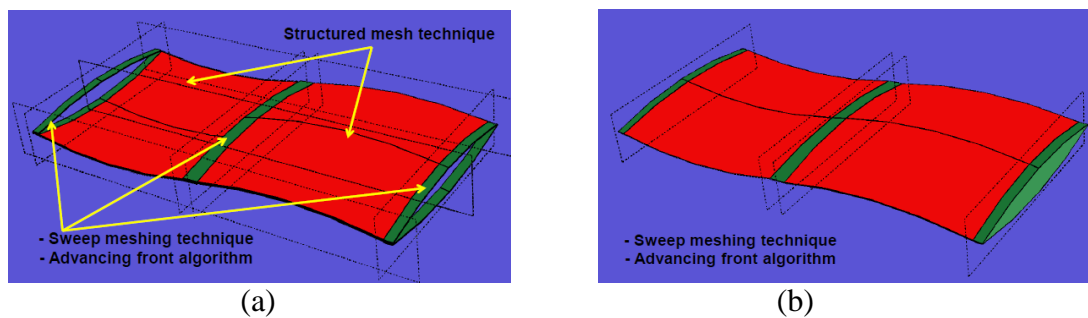 Structured mesh technique
- Sweep meshing technique
- Advancing front algorithm
(a)
- Sweep meshing technique
- Advancing front algorithm
(b)